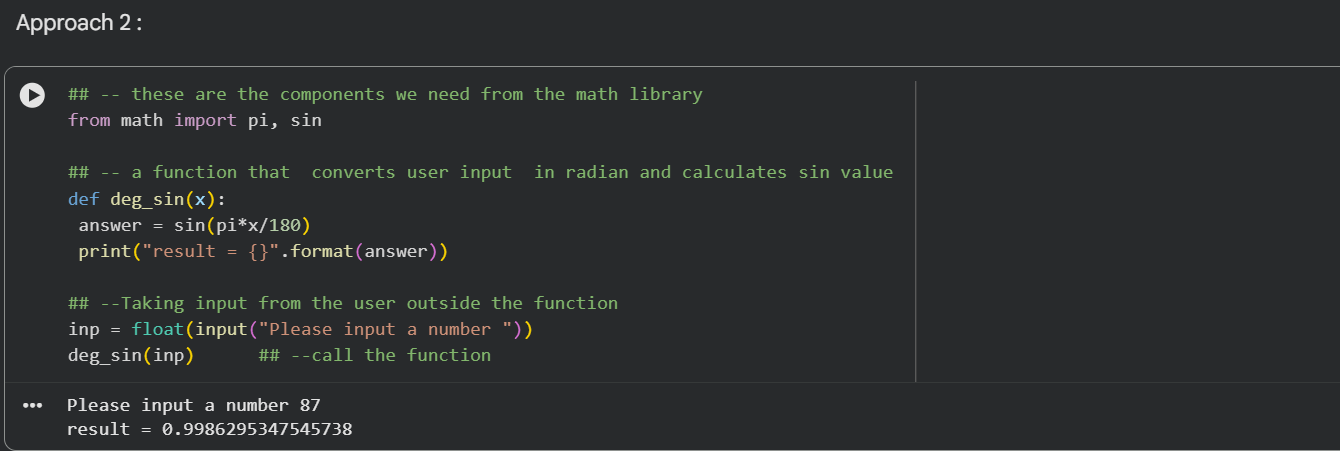 Approach 2 :
## -- these are the components we need from the math library
from math import pi, sin
## -- a function that  converts user input  in radian and calculates sin value
def deg_sin(x):
 answer = sin(pi*x/180)
 print("result = {}".format(answer))
## --Taking input from the user outside the function
inp = float(input("Please input a number "))
deg_sin(inp)      ## --call the function
Please input a number 87
result = 0.9986295347545738